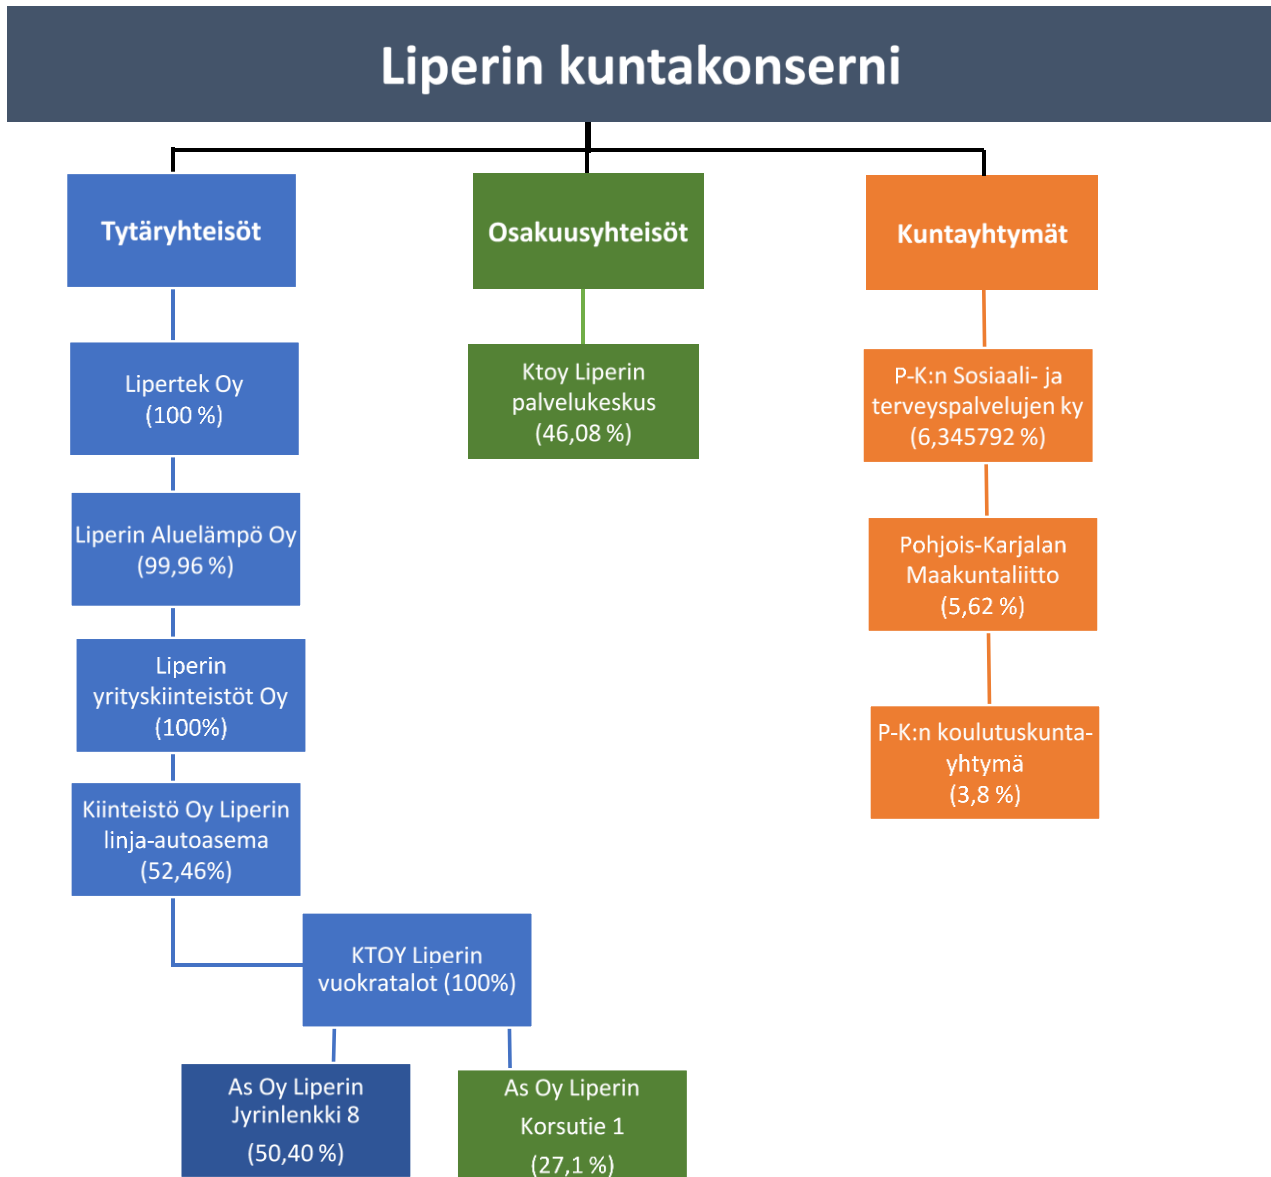 Liperin kuntakonserni
Tytäryhteisöt
Lipertek Oy
(100 %)
Liperin Aluelämpö Oy
(99,96 %)
Liperin
yrityskiinteistöt Oy
(100%)
Kiinteistö Oy Liperin
linja-autoasema
(52,46%)
KTOY Liperin
vuokratalot (100%)
As Oy Liperin
Jyrinlenkki 8
(50,40 %)
As Oy Liperin
Korsutie 1
(27,1 %)
Osakuusyhteisöt
Ktoy Liperin
palvelukeskus
(46,08 %)
Kuntayhtymät
P-K:n Sosiaali- ja
terveyspalvelujen ky
(6,345792 %)
Pohjois-Karjalan
Maakuntaliitto
(5,62 %)
P-K:n koulutuskunta-
yhtymä
(3,8 %)